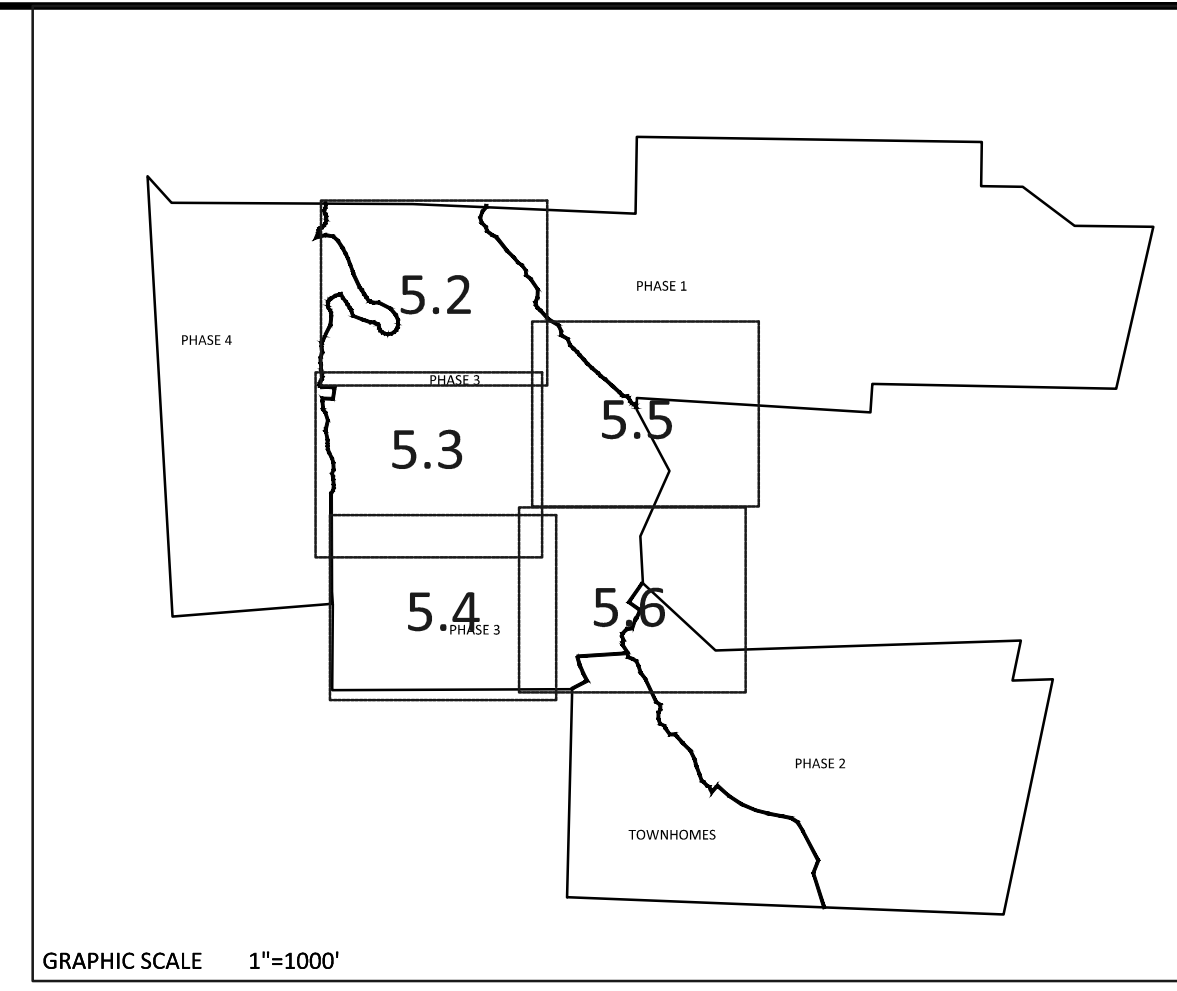 5.2
PHASE 1
PHASE 4
PHASE 3
5.5
5.3
5.4
5.6
PHASE 3
PHASE 2
TOWNHOMES
GRAPHIC SCALE 1"=1000'